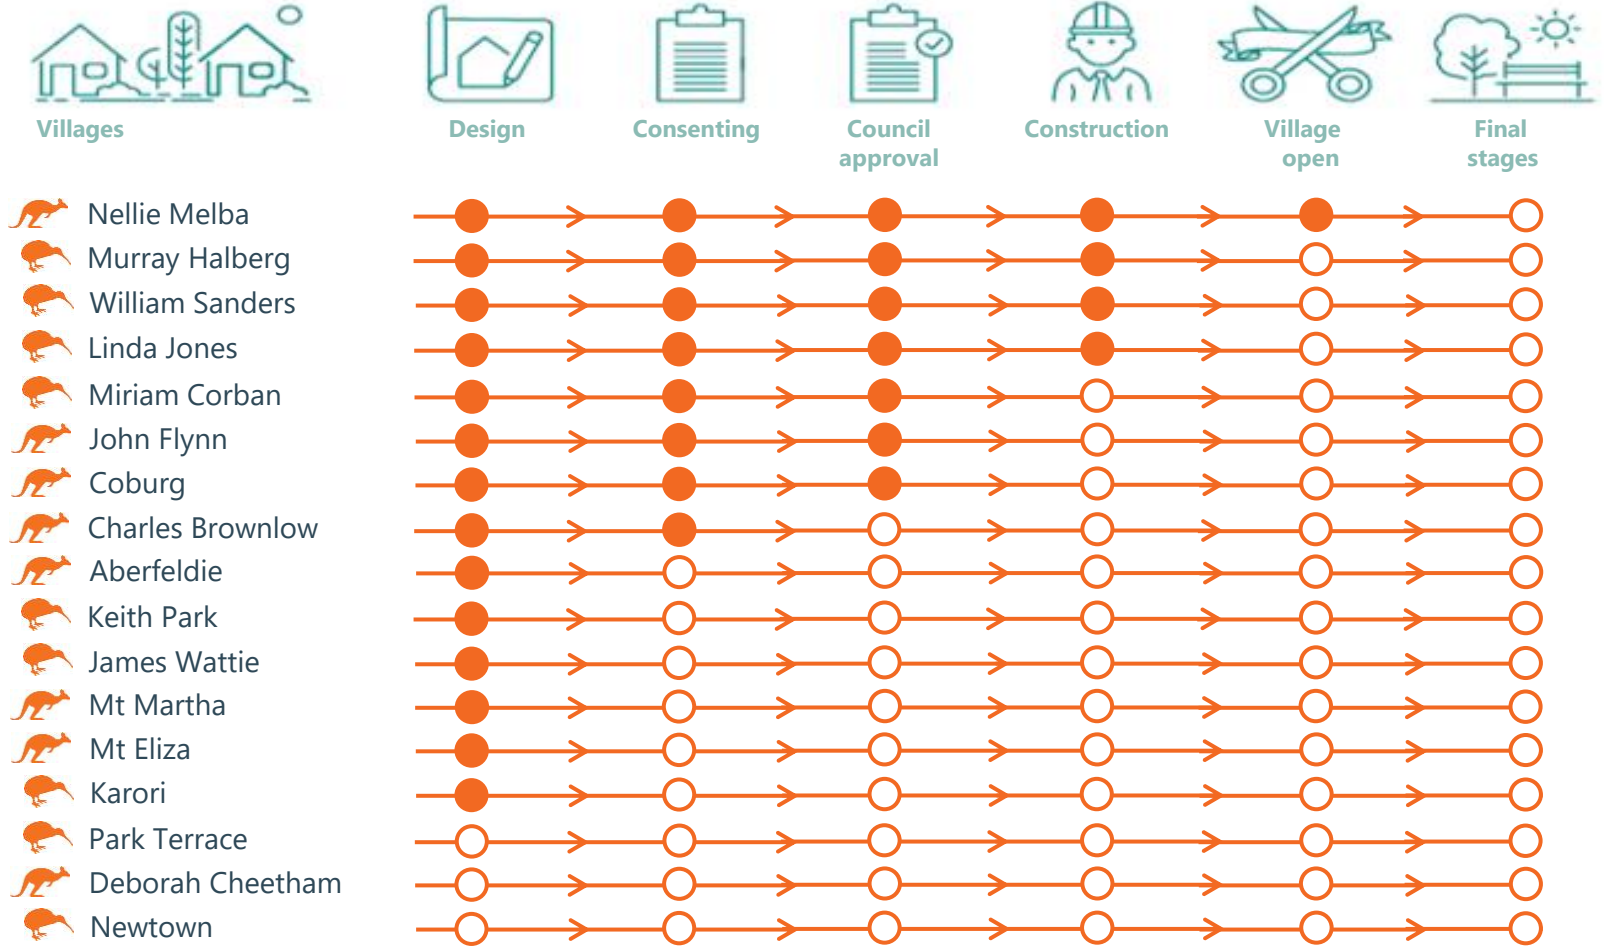 Villages
Design
Consenting
Council
approval
Construction
Village
open
Final
stages
Nellie Melba
Murray Halberg
William Sanders
Linda Jones
Miriam Corban
John Flynn
Coburg
Charles Brownlow
Aberfeldie
Keith Park
James Wattie
Mt Martha
Mt Eliza
Karori
Park Terrace
Deborah Cheetham
Newtown